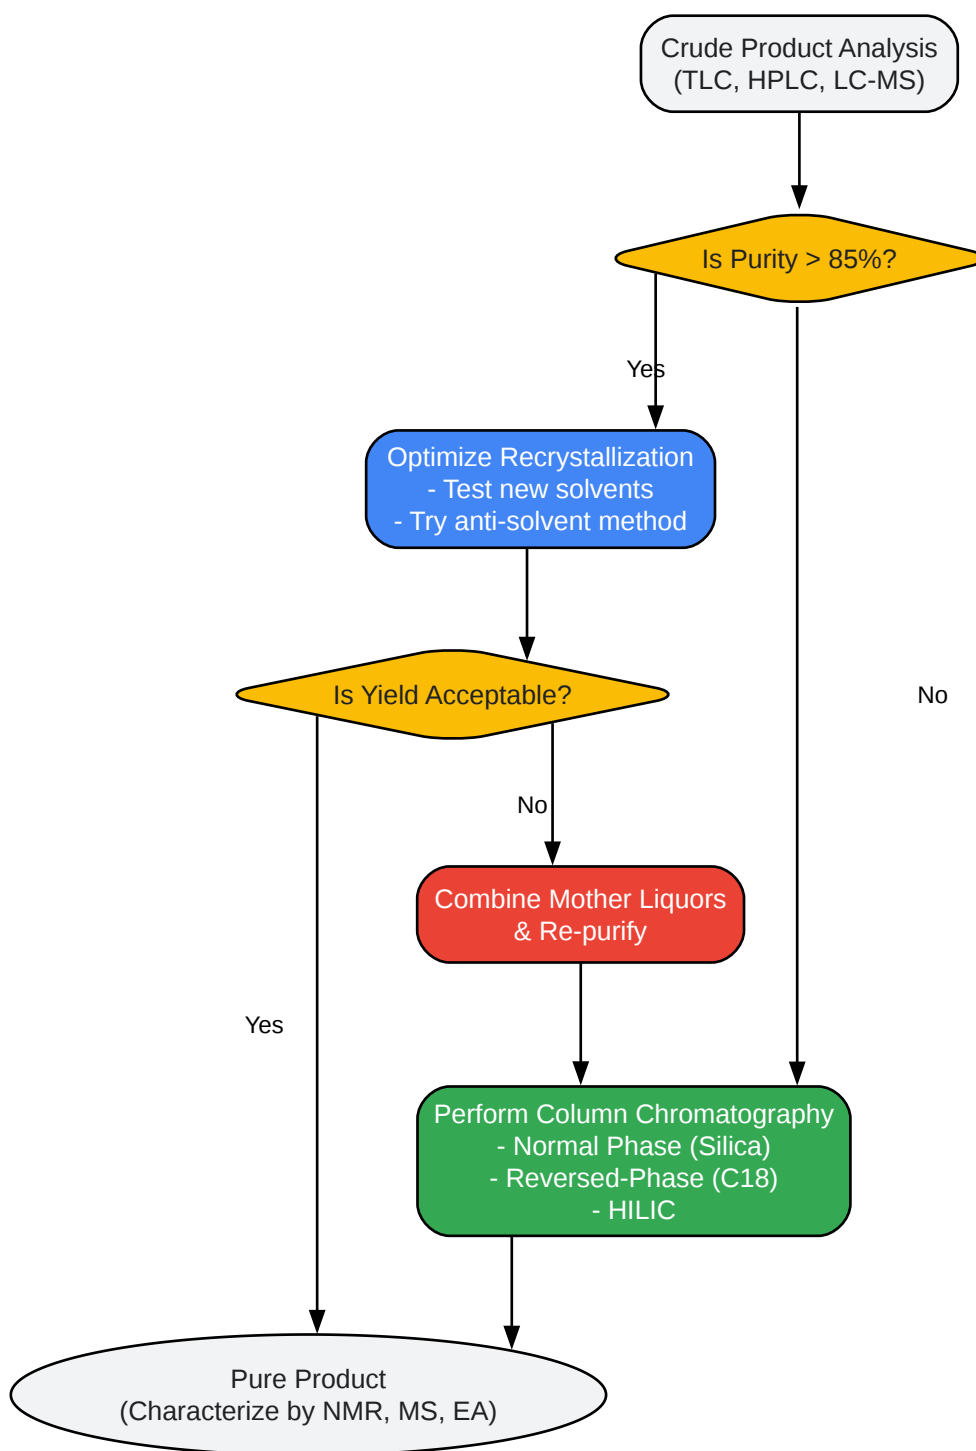 Crude Product Analysis
(TLC, HPLC, LC-MS)
Is Purity > 85%?
Yes
Optimize Recrystallization
- Test new solvents
- Try anti-solvent method
Is Yield Acceptable?
No
No
Combine Mother Liquors
& Re-purify
Yes
Perform Column Chromatography
- Normal Phase (Silica)
- Reversed-Phase (C18)
- HILIC
Pure Product
(Characterize by NMR, MS, EA)